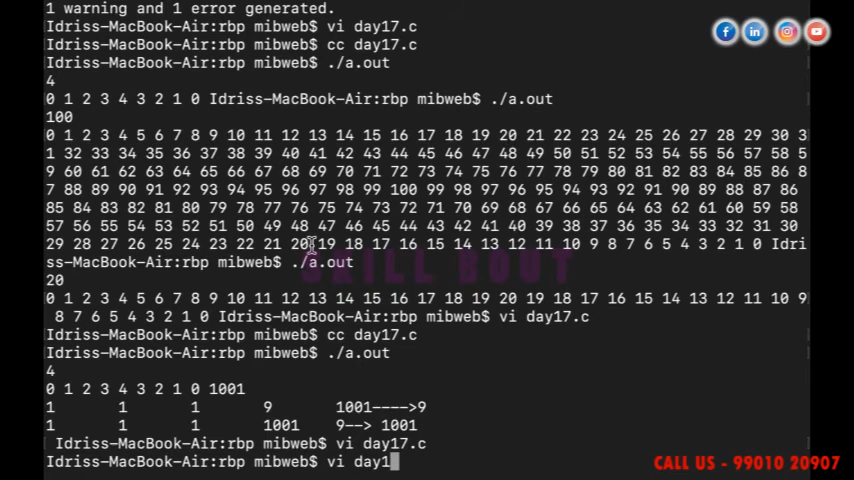 1 warning and 1 error generated.
Idriss-MacBook-Air:rbp mibweb$ vi day17.c
Idriss-MacBook-Air:rbp mibweb$ cc day17.c
Idriss-MacBook-Air:rbp mibweb$ ./a.out
4
0 1 2 3 4 3 2 1 0 Idriss-MacBook-Air:rbp mibweb$ ./a.out
100
0 1 2 3 4 5 6 7 8 9 10 11 12 13 14 15 16 17 18 19 20 21 22 23 24 25 26 27 28 29 30 3
1 32 33 34 35 36 37 38 39 40 41 42 43 44 45 46 47 48 49 50 51 52 53 54 55 56 57 58 5
9 60 61 62 63 64 65 66 67 68 69 70 71 72 73 74 75 76 77 78 79 80 81 82 83 84 85 86 8
7 88 89 90 91 92 93 94 95 96 97 98 99 100 99 98 97 96 95 94 93 92 91 90 89 88 87 86
85 84 83 82 81 80 79 78 77 76 75 74 73 72 71 70 69 68 67 66 65 64 63 62 61 60 59 58
57 56 55 54 53 52 51 50 49 48 47 46 45 44 43 42 41 40 39 38 37 36 35 34 33 32 31 30
29 28 27 26 25 24 23 22 21 20 19 18 17 16 15 14 13 12 11 10 9 8 7 6 5 4 3 2 1 0 Idri
ss-MacBook-Air:rbp mibweb$ ./a.out
SKILL BOUT
20
0 1 2 3 4 5 6 7 8 9 10 11 12 13 14 15 16 17 18 19 20 19 18 17 16 15 14 13 12 11 10 9
8 7 6 5 4 3 2 1 0 Idriss-MacBook-Air:rbp mibweb$ vi day17.c
Idriss-MacBook-Air:rbp mibweb$ cc day17.c
Idriss-MacBook-Air:rbp mibweb$ ./a.out
4
0 1 2 3 4 3 2 1 0 1001
1 1 1 9 1001---->9
1 1 1 1001 9--> 1001
Idriss-MacBook-Air:rbp mibweb$ vi day17.c
Idriss-MacBook-Air:rbp mibweb$ vi day1
CALL US - 99010 20907